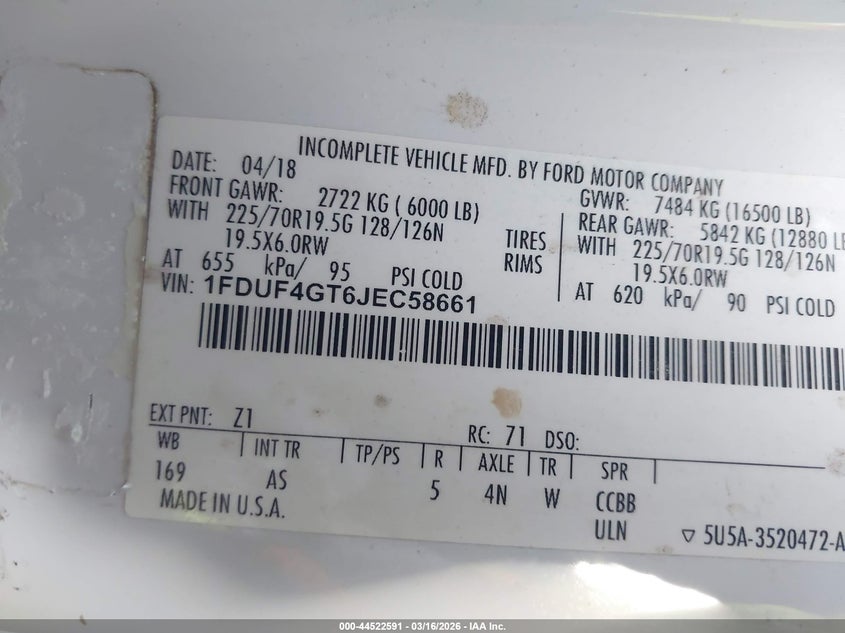 INCOMPLETE VEHICLE MFD. BY FORD MOTOR COMPANY
DATE: 04/18
GVWR: 7484 KG (16500 LB)
FRONT GAWR: 2722 KG ( 6000 LB)
REAR GAWR: 5842 KG (12880 LB
WITH 225/70R19.5G 128/126N TIRES
WITH 225/70R19.5G 128/126N
19.5X6.0RW RIMS
19.5X6.0RW
AT 655 kPa/ 95 PSI COLD
AT 620 kPa/ 90 PSI COLD
VIN: 1FDUF4GT6JEC58661
EXT PNT: Z1
RC: 71 DSO:
WB INT TR TP/PS R AXLE TR SPR
169 AS 5 4N W CCBB
MADE IN U.S.A.
ULN
5U5A-3520472-A
000-44522591 - 03/16/2026 - IAA Inc.